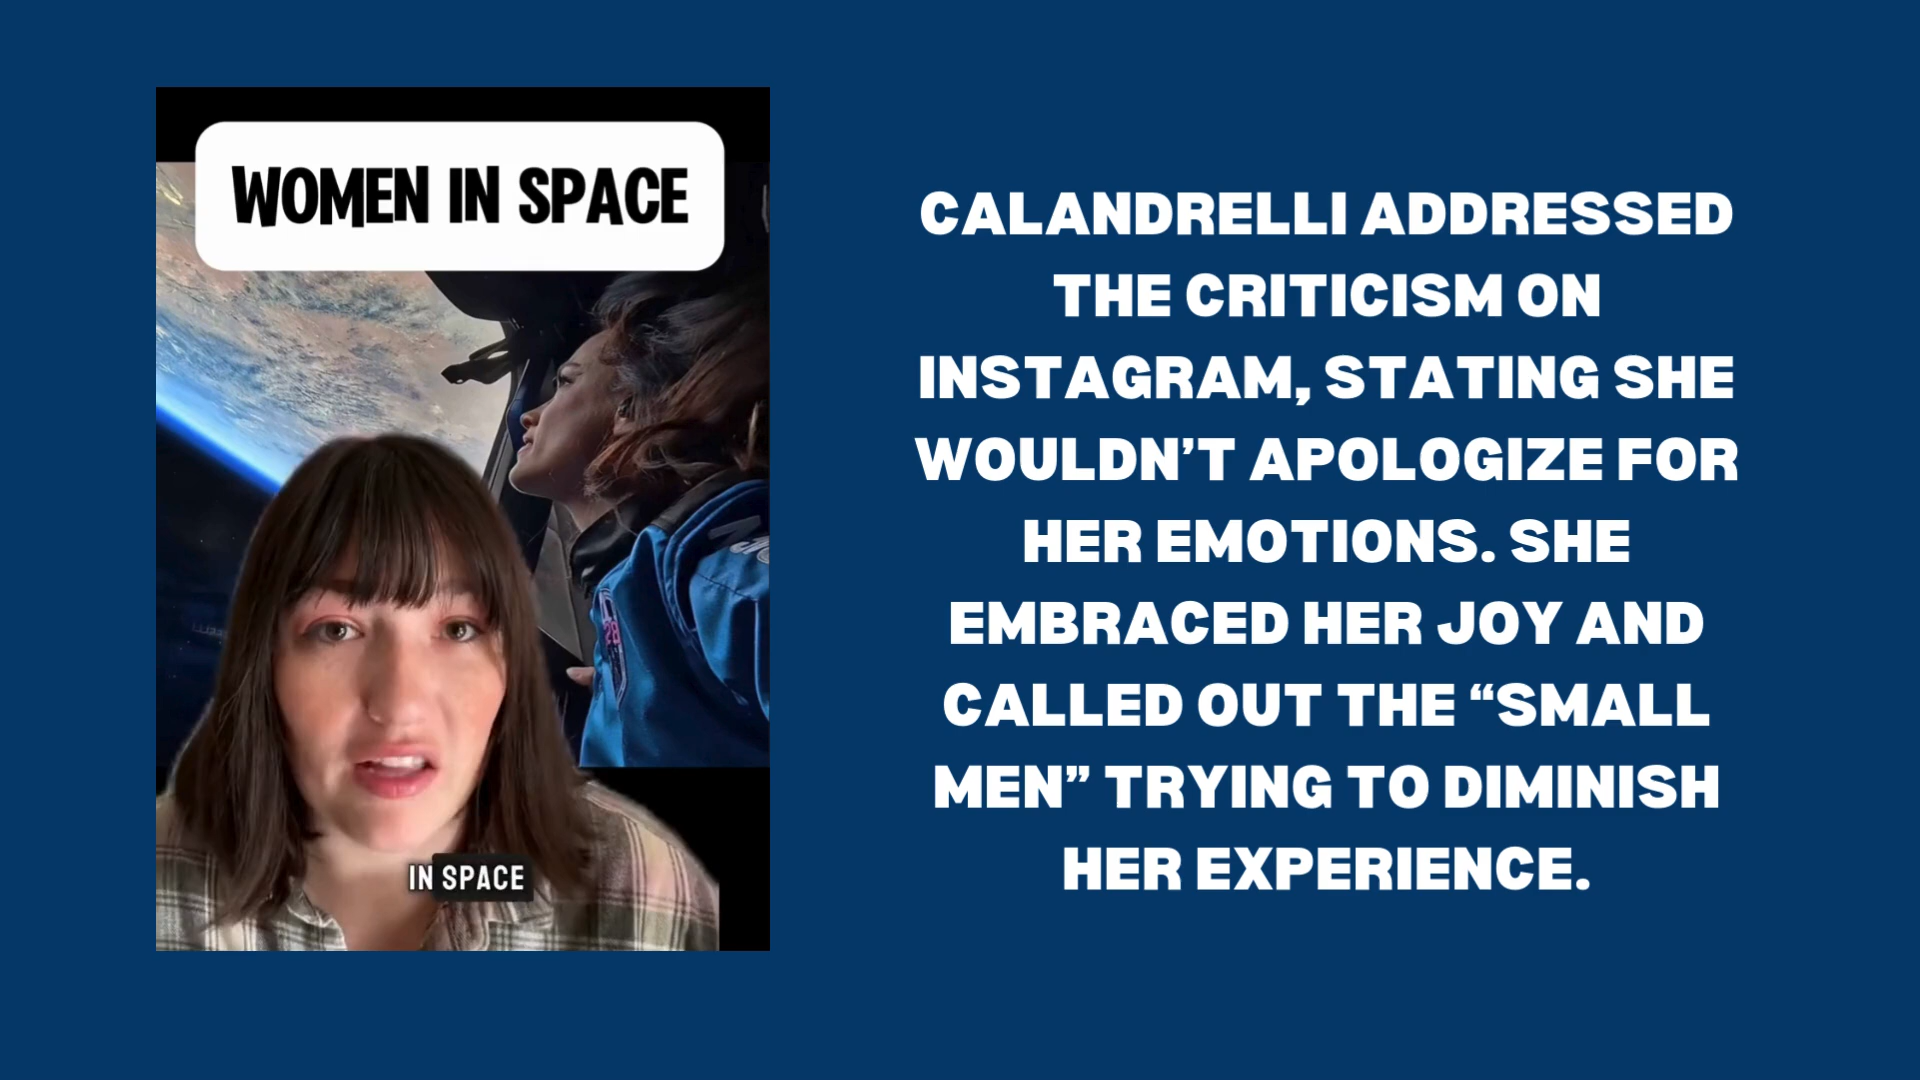 WOMEN IN SPACE
IN SPACE
CALANDRELLI ADDRESSED
THE CRITICISM ON
INSTAGRAM, STATING SHE
WOULDN’T APOLOGIZE FOR
HER EMOTIONS. SHE
EMBRACED HER JOY AND
CALLED OUT THE “SMALL
MEN” TRYING TO DIMINISH
HER EXPERIENCE.